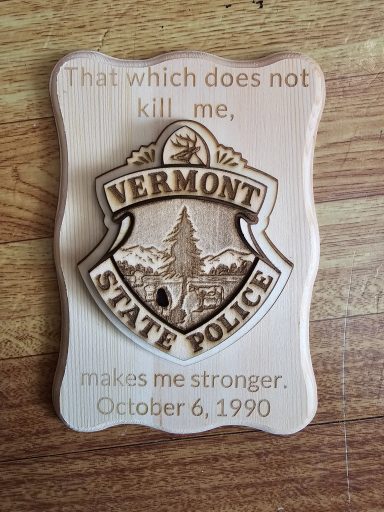 That which does not
kill me,
VERMONT
STATE POLICE
makes me stronger.
October 6, 1990